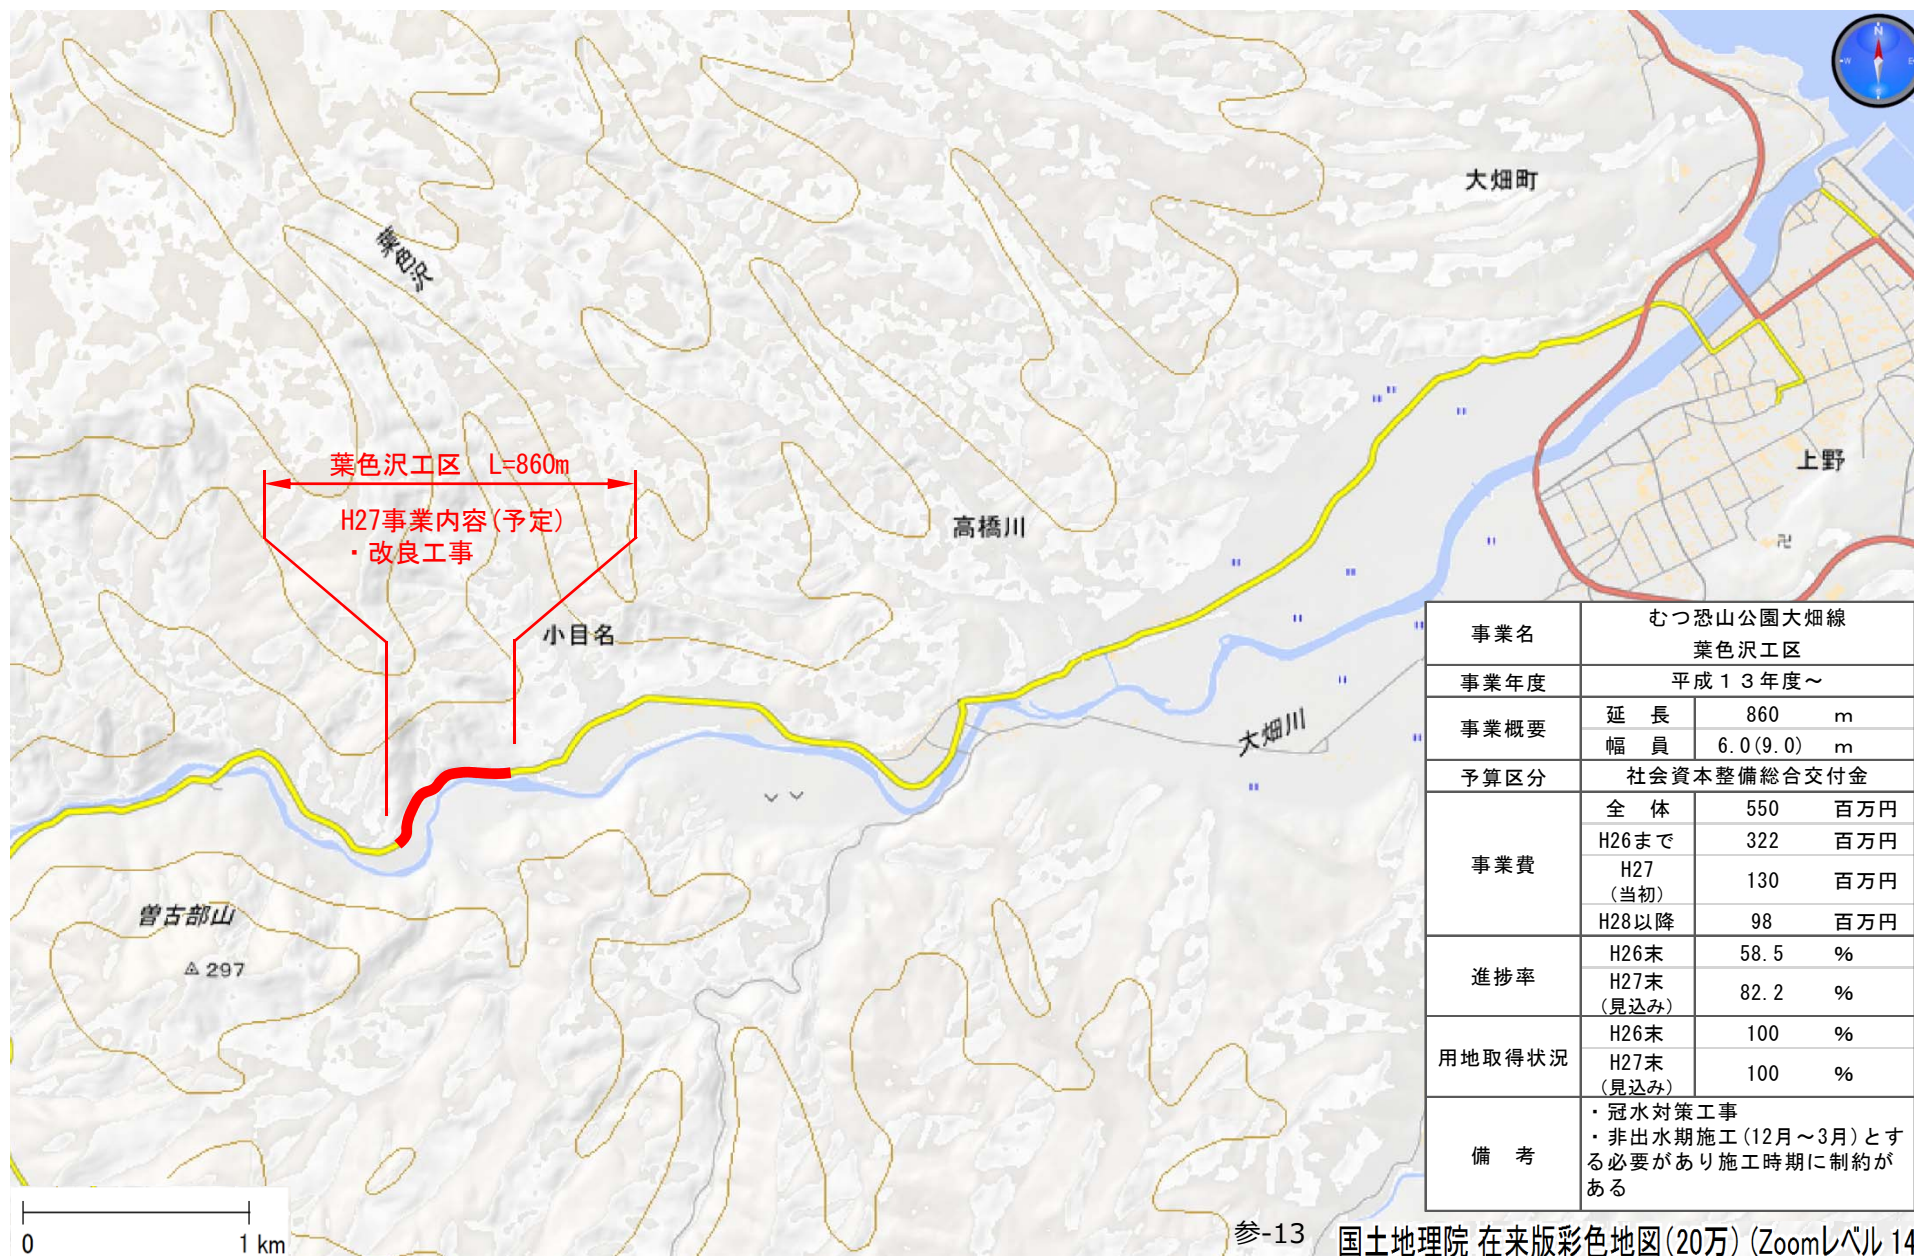 N
W
E
S
大畑町
葉色沢
上野
葉色沢工区 L=860m
H27事業内容(予定)
・改良工事
高橋川
小目名
大畑川
曽古部山
297
事業名
むつ恐山公園大畑線
葉色沢工区
事業年度 平成13年度~
事業概要
延 長 860 m
幅 員 6.0(9.0) m
予算区分 社会資本整備総合交付金
事業費
全 体 550 百万円
H26まで 322 百万円
H27
(当初) 130 百万円
H28以降 98 百万円
進捗率
H26末 58.5 %
H27末
(見込み) 82.2 %
用地取得状況
H26末 100 %
H27末
(見込み) 100 %
備 考
・冠水対策工事
・非出水期施工(12月~3月)とす
る必要があり施工時期に制約が
ある
0 1 km
参-13
国土地理院 在来版彩色地図(20万)(Zoomレベル 14